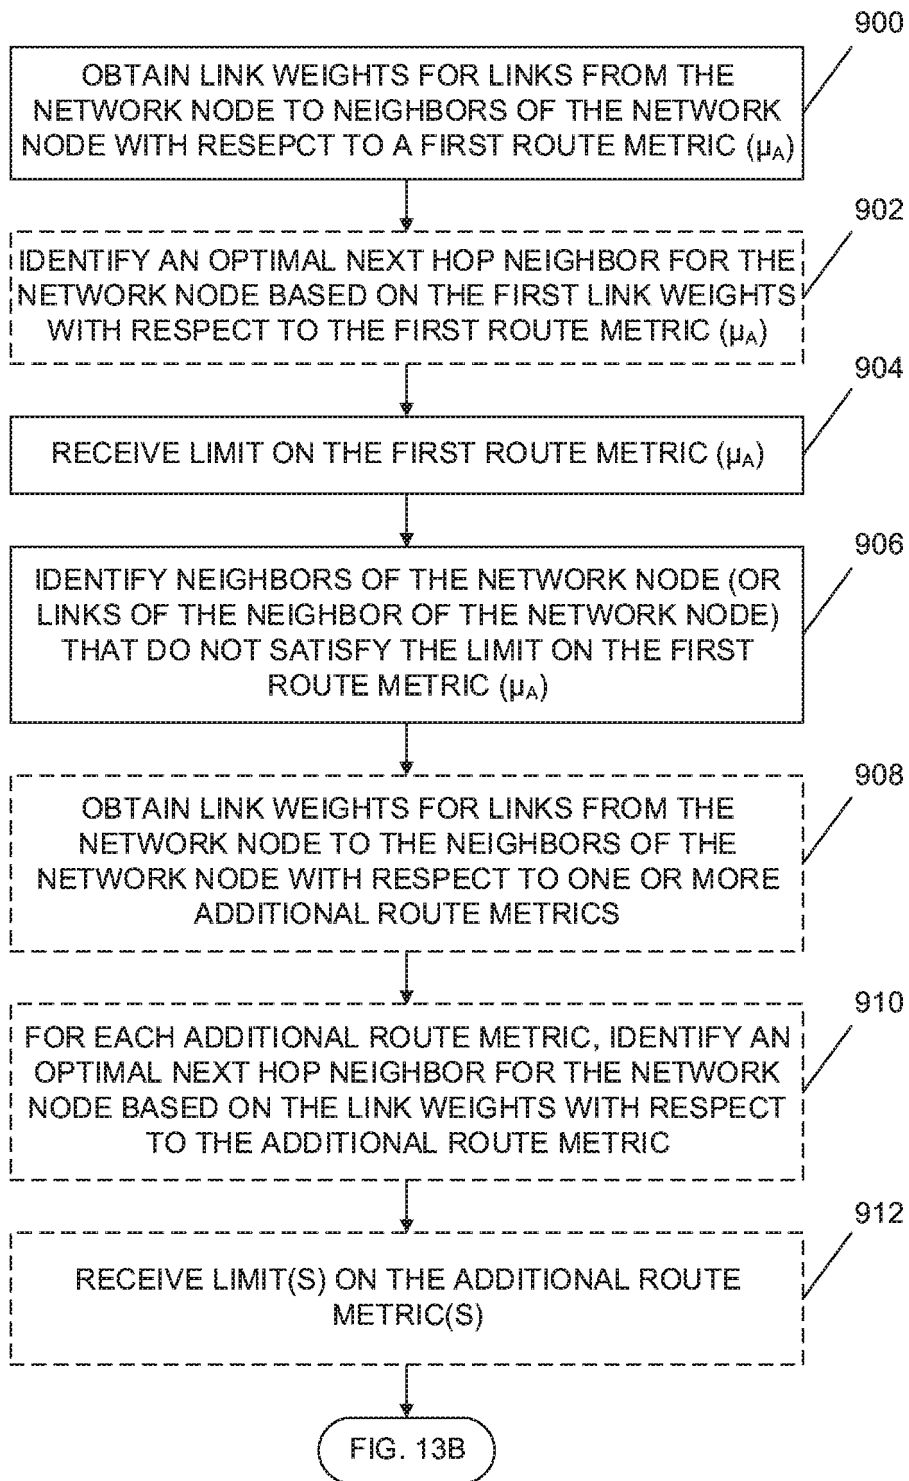 900
OBTAIN LINK WEIGHTS FOR LINKS FROM THE
NETWORK NODE TO NEIGHBORS OF THE NETWORK
NODE WITH RESEPCT TO A FIRST ROUTE METRIC (μA)
902
IDENTIFY AN OPTIMAL NEXT HOP NEIGHBOR FOR THE
NETWORK NODE BASED ON THE FIRST LINK WEIGHTS
WITH RESPECT TO THE FIRST ROUTE METRIC (μA)
904
RECEIVE LIMIT ON THE FIRST ROUTE METRIC (μA)
906
IDENTIFY NEIGHBORS OF THE NETWORK NODE (OR
LINKS OF THE NEIGHBOR OF THE NETWORK NODE)
THAT DO NOT SATISFY THE LIMIT ON THE FIRST
ROUTE METRIC (μA)
908
OBTAIN LINK WEIGHTS FOR LINKS FROM THE
NETWORK NODE TO THE NEIGHBORS OF THE
NETWORK NODE WITH RESPECT TO ONE OR MORE
ADDITIONAL ROUTE METRICS
910
FOR EACH ADDITIONAL ROUTE METRIC, IDENTIFY AN
OPTIMAL NEXT HOP NEIGHBOR FOR THE NETWORK
NODE BASED ON THE LINK WEIGHTS WITH RESPECT
TO THE ADDITIONAL ROUTE METRIC
912
RECEIVE LIMIT(S) ON THE ADDITIONAL ROUTE
METRIC(S)
FIG. 13B